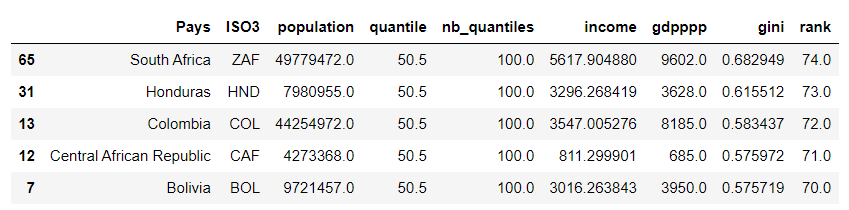 Pays ISO3 population quantile nb_quantiles income gdpppp gini rank
65 South Africa ZAF 49779472.0 50.5 100.0 5617.904880 9602.0 0.682949 74.0
31 Honduras HND 7980955.0 50.5 100.0 3296.268419 3628.0 0.615512 73.0
13 Colombia COL 44254972.0 50.5 100.0 3547.005276 8185.0 0.583437 72.0
12 Central African Republic CAF 4273368.0 50.5 100.0 811.299901 685.0 0.575972 71.0
7 Bolivia BOL 9721457.0 50.5 100.0 3016.263843 3950.0 0.575719 70.0